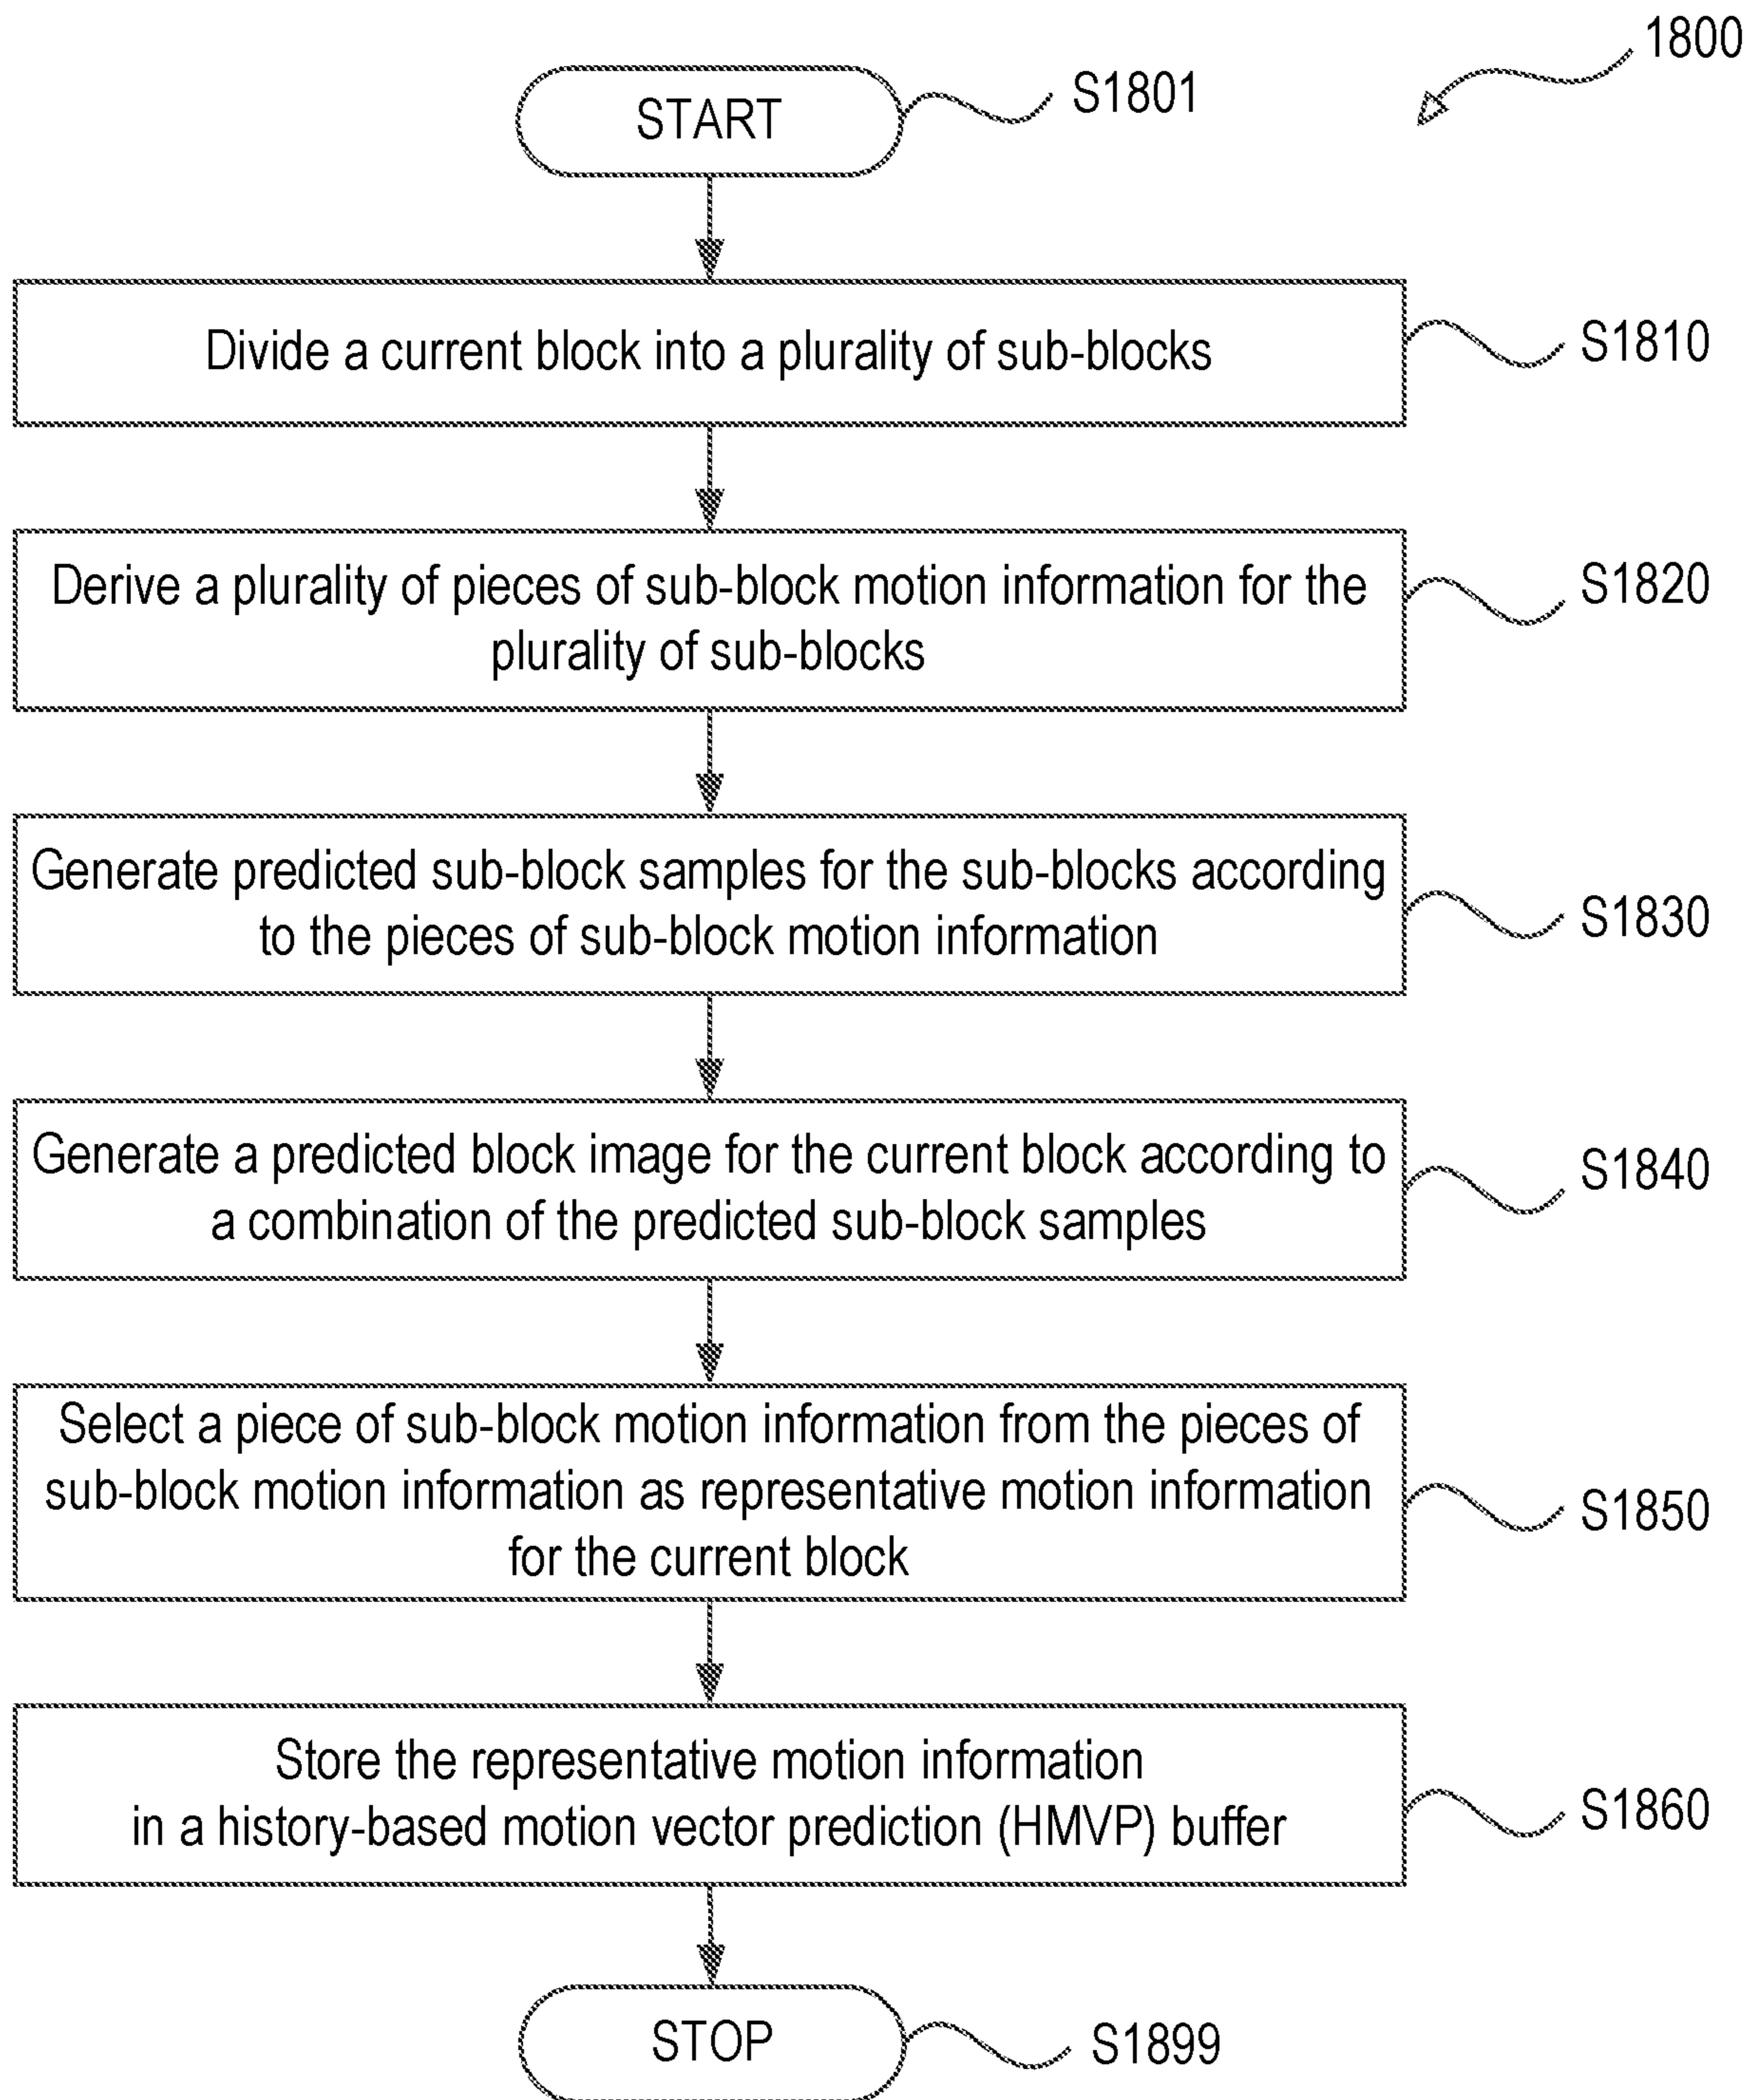 1800
START
S1801
Divide a current block into a plurality of sub-blocks
S1810
Derive a plurality of pieces of sub-block motion information for the
plurality of sub-blocks
S1820
Generate predicted sub-block samples for the sub-blocks according
to the pieces of sub-block motion information
S1830
Generate a predicted block image for the current block according to
a combination of the predicted sub-block samples
S1840
Select a piece of sub-block motion information from the pieces of
sub-block motion information as representative motion information
for the current block
S1850
Store the representative motion information
in a history-based motion vector prediction (HMVP) buffer
S1860
STOP
S1899